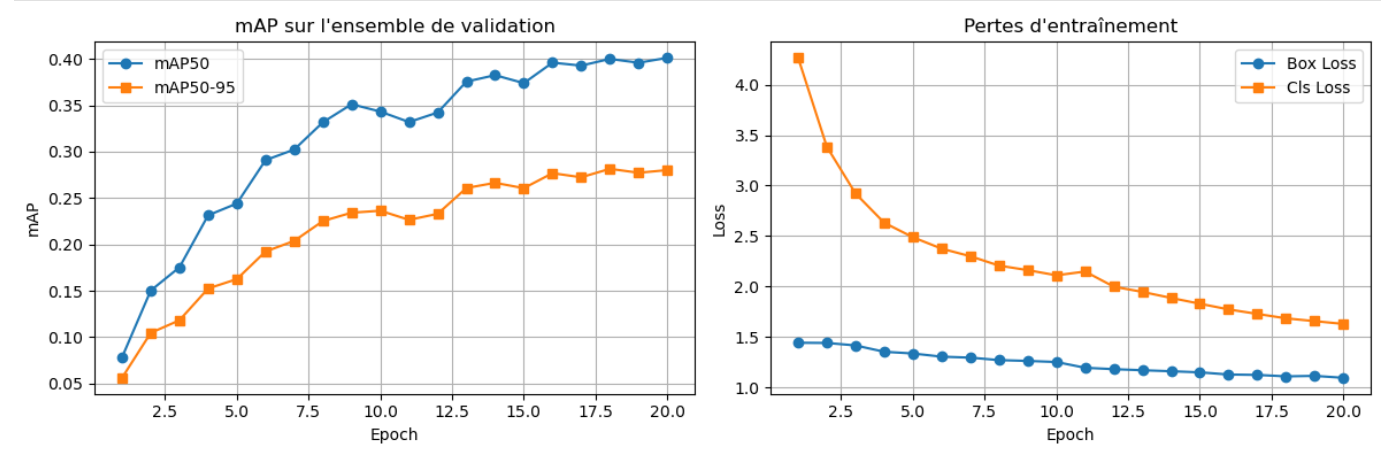 mAP sur l'ensemble de validation
mAP50
mAP50-95
mAP
0.40
0.35
0.30
0.25
0.20
0.15
0.10
0.05
2.5 5.0 7.5 10.0 12.5 15.0 17.5 20.0
Epoch
Pertes d'entraînement
Box Loss
Cls Loss
Loss
4.0
3.5
3.0
2.5
2.0
1.5
1.0
2.5 5.0 7.5 10.0 12.5 15.0 17.5 20.0
Epoch